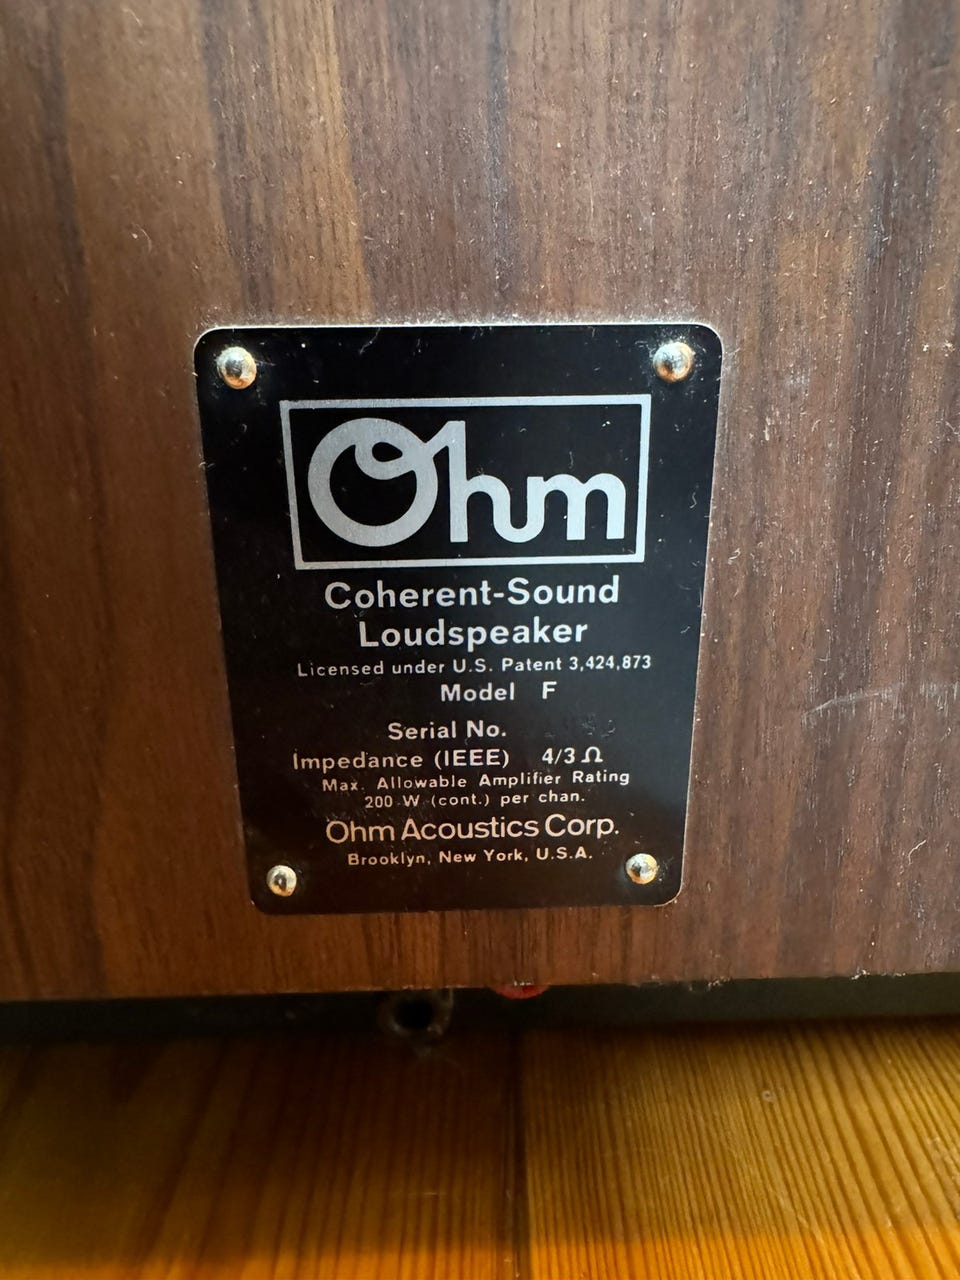 Ohm
Coherent-Sound
Loudspeaker
Licensed under U.S. Patent 3,424,873
Model F
Serial No.
Impedance (IEEE) 4/3 Ω
Max. Allowable Amplifier Rating
200 W (cont.) per chan.
Ohm Acoustics Corp.
Brooklyn, New York, U.S.A.